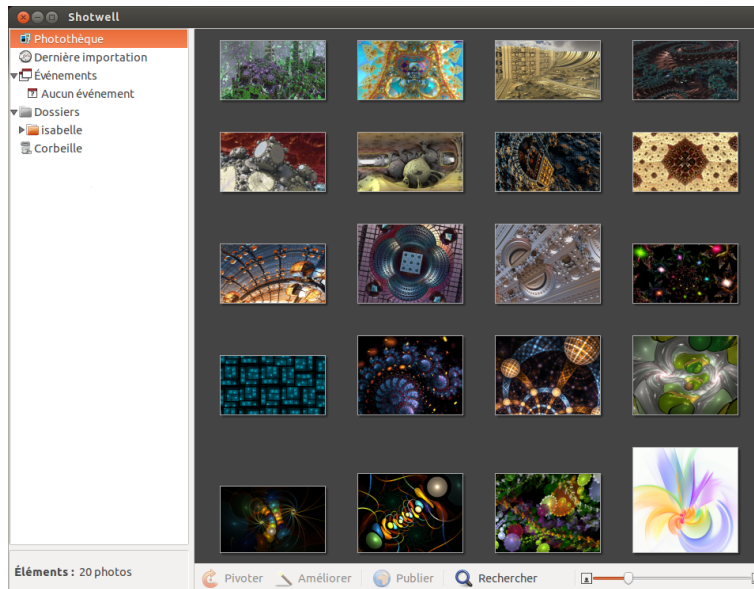 Shotwell
Photothèque
Dernière importation
Événements
Aucun événement
Dossiers
isabelle
Corbeille
Éléments : 20 photos
Pivoter
Améliorer
Publier
Rechercher